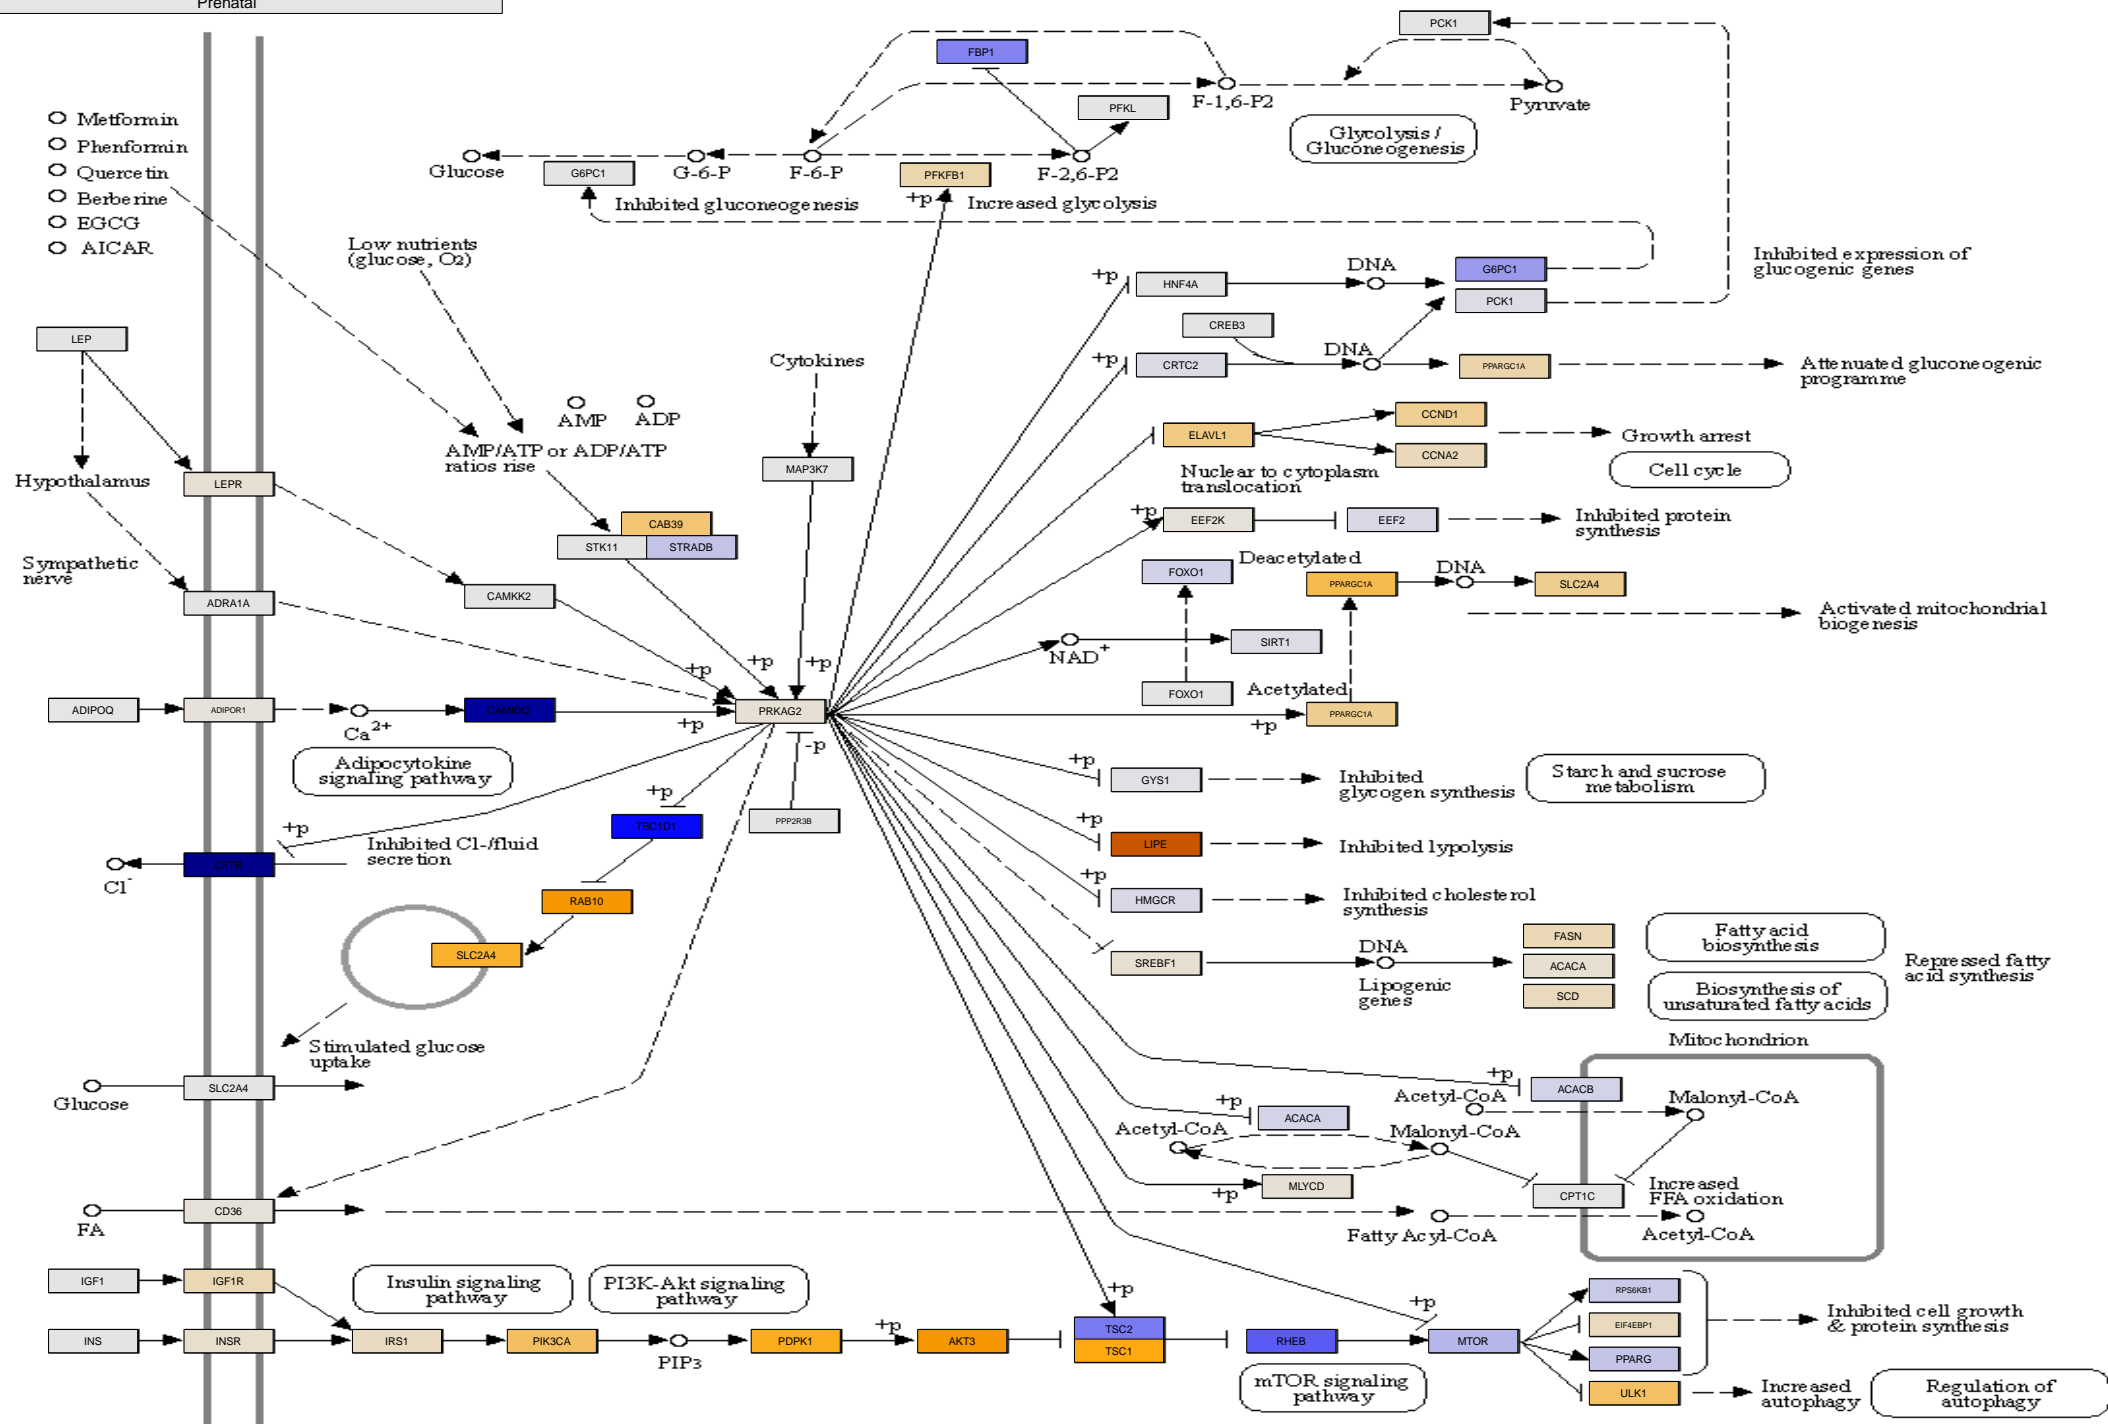 Prenatal
PCK1
FBP1
F-1,6-P2
Pyruvate
PFKL
Metformin
Phenformin
Quercetin
Berberine
EGCG
AICAR
Glycolysis /
Gluconeogenesis
Glucose
G6PC1
G-6-P
F-6-P
PFKFB1
F-2,6-P2
Inhibited gluconeogenesis
+p
Increased glycolysis
Low nutrients
(glucose, O2)
Inhibited expression of
glucogenic genes
+p
HNF4A
DNA
G6PC1
PCK1
LEP
CREB3
+p
CRTC2
DNA
PPARGC1A
Attenuated gluconeogenic
programme
Cytokines
AMP
ADP
AMP/ATP or ADP/ATP
ratios rise
ELAVL1
CCND1
CCNA2
Growth arrest
Cell cycle
Nuclear to cytoplasm
translocation
MAP3K7
Hypothalamus
LEPR
CAB39
STK11
STRADB
+p
EEF2K
EEF2
Inhibited protein
synthesis
Sympathetic
nerve
ADRA1A
CAMKK2
FOXO1
Deacetylated
PPARGC1A
DNA
SLC2A4
Activated mitochondrial
biogenesis
NAD+
SIRT1
+p
+p
+p
FOXO1
Acetylated
PPARGC1A
+p
ADIPOQ
ADIPOR1
Ca2+
CAMKK2
+p
PRKAG2
-p
Adipocytokine
signaling pathway
+p
GYS1
Inhibited
glycogen synthesis
Starch and sucrose
metabolism
+p
TBC1D1
PPP2R3B
+p
Inhibited Cl-/fluid
secretion
CFTR
Cl-
+p
LIPE
Inhibited lypolysis
RAB10
+p
HMGCR
Inhibited cholesterol
synthesis
SLC2A4
SREBF1
DNA
Lipogenic
genes
FASN
ACACA
SCD
Fatty acid
biosynthesis
Biosynthesis of
unsaturated fatty acids
Repressed fatty
acid synthesis
Stimulated glucose
uptake
Mitochondrion
Glucose
SLC2A4
+p
ACACB
Acetyl-CoA
Malonyl-CoA
+p
ACACA
Acetyl-CoA
Malonyl-CoA
+p
MLYCD
CPT1C
Increased
FFA oxidation
FA
CD36
Fatty Acyl-CoA
Acetyl-CoA
IGF1
IGF1R
Insulin signaling
pathway
PI3K-Akt signaling
pathway
+p
+p
RPS6KB1
EIF4EBP1
PPARG
ULK1
Inhibited cell growth
& protein synthesis
INS
INSR
IRS1
PIK3CA
PIP3
PDPK1
+p
AKT3
TSC2
TSC1
RHEB
MTOR
mTOR signaling
pathway
Increased
autophagy
Regulation of
autophagy